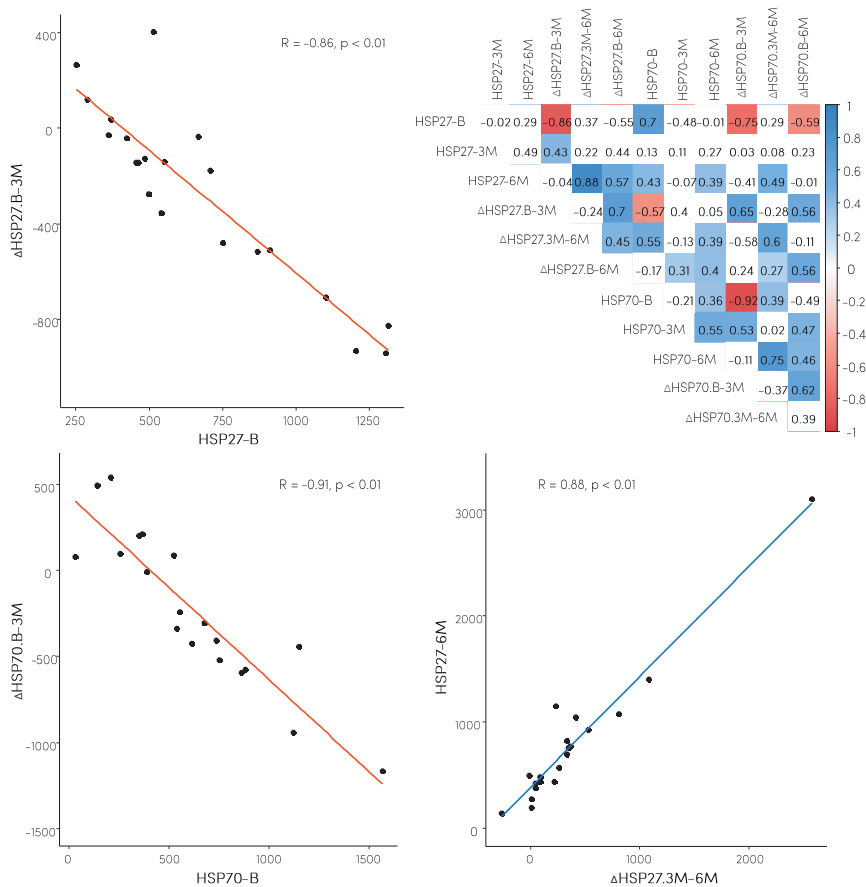 R = -0.86, p < 0.01
400
0
-400
-800
ΔHSP27.B-3M
250
500
750
1000
1250
HSP27-B
HSP27-3M
HSP27-6M
ΔHSP27.B-3M
ΔHSP27.3M-6M
ΔHSP27.B-6M
HSP70-B
HSP70-3M
HSP70-6M
ΔHSP70.B-3M
ΔHSP70.3M-6M
ΔHSP70.B-6M
HSP27-B -0.02 0.29 -0.86 0.37 -0.55 0.7 -0.48 -0.01 -0.75 0.29 -0.59
HSP27-3M 0.49 0.43 0.22 0.44 0.13 0.11 0.27 0.03 0.08 0.23
HSP27-6M -0.04 0.88 0.57 0.43 -0.07 0.39 -0.41 0.49 -0.01
ΔHSP27.B-3M -0.24 0.7 -0.57 0.4 0.05 0.65 -0.28 0.56
ΔHSP27.3M-6M 0.45 0.55 -0.13 0.39 -0.58 0.6 -0.11
ΔHSP27.B-6M -0.17 0.31 0.4 0.24 0.27 0.56
HSP70-B -0.21 0.36 -0.92 0.39 -0.49
HSP70-3M 0.55 0.53 0.02 0.47
HSP70-6M -0.11 0.75 0.46
ΔHSP70.B-3M -0.37 0.62
ΔHSP70.3M-6M 0.39
1
0.8
0.6
0.4
0.2
0
-0.2
-0.4
-0.6
-0.8
-1
R = -0.91, p < 0.01
500
0
-500
-1000
-1500
ΔHSP70.B-3M
0
500
1000
1500
HSP70-B
R = 0.88, p < 0.01
3000
2000
1000
0
HSP27-6M
0
1000
2000
ΔHSP27.3M-6M